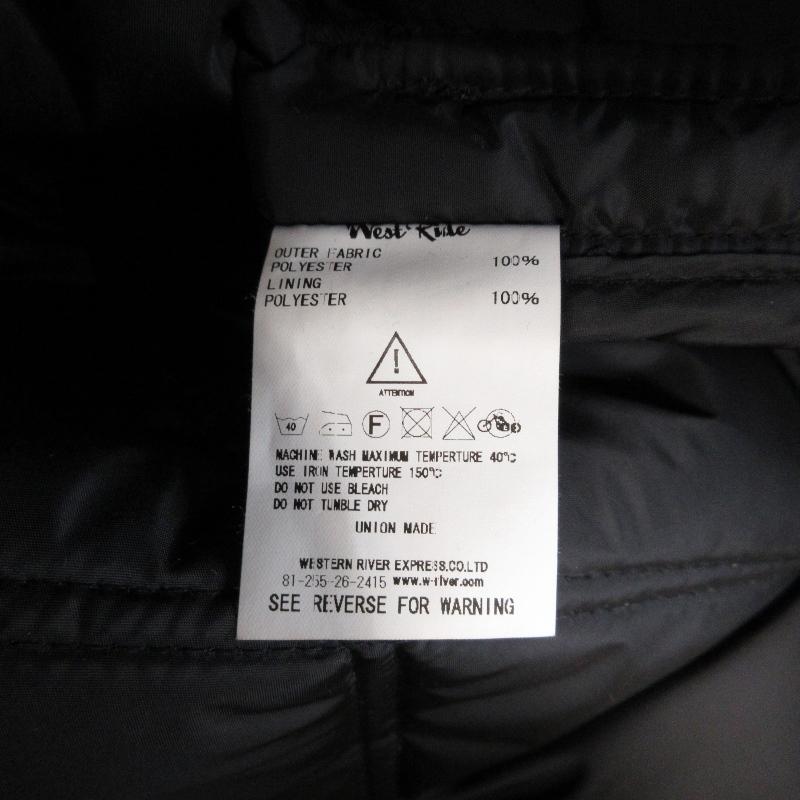 West Ride
OUTER FABRIC
POLYESTER 100%
LINING
POLYESTER 100%
!
ATTENTION
40 F
MACHINE WASH MAXIMUM TEMPERTURE 40℃
USE IRON TEMPERTURE 150℃
DO NOT USE BLEACH
DO NOT TUMBLE DRY
UNION MADE
WESTERN RIVER EXPRESS.CO.LTD
81-255-26-2415 www.w-river.com
SEE REVERSE FOR WARNING